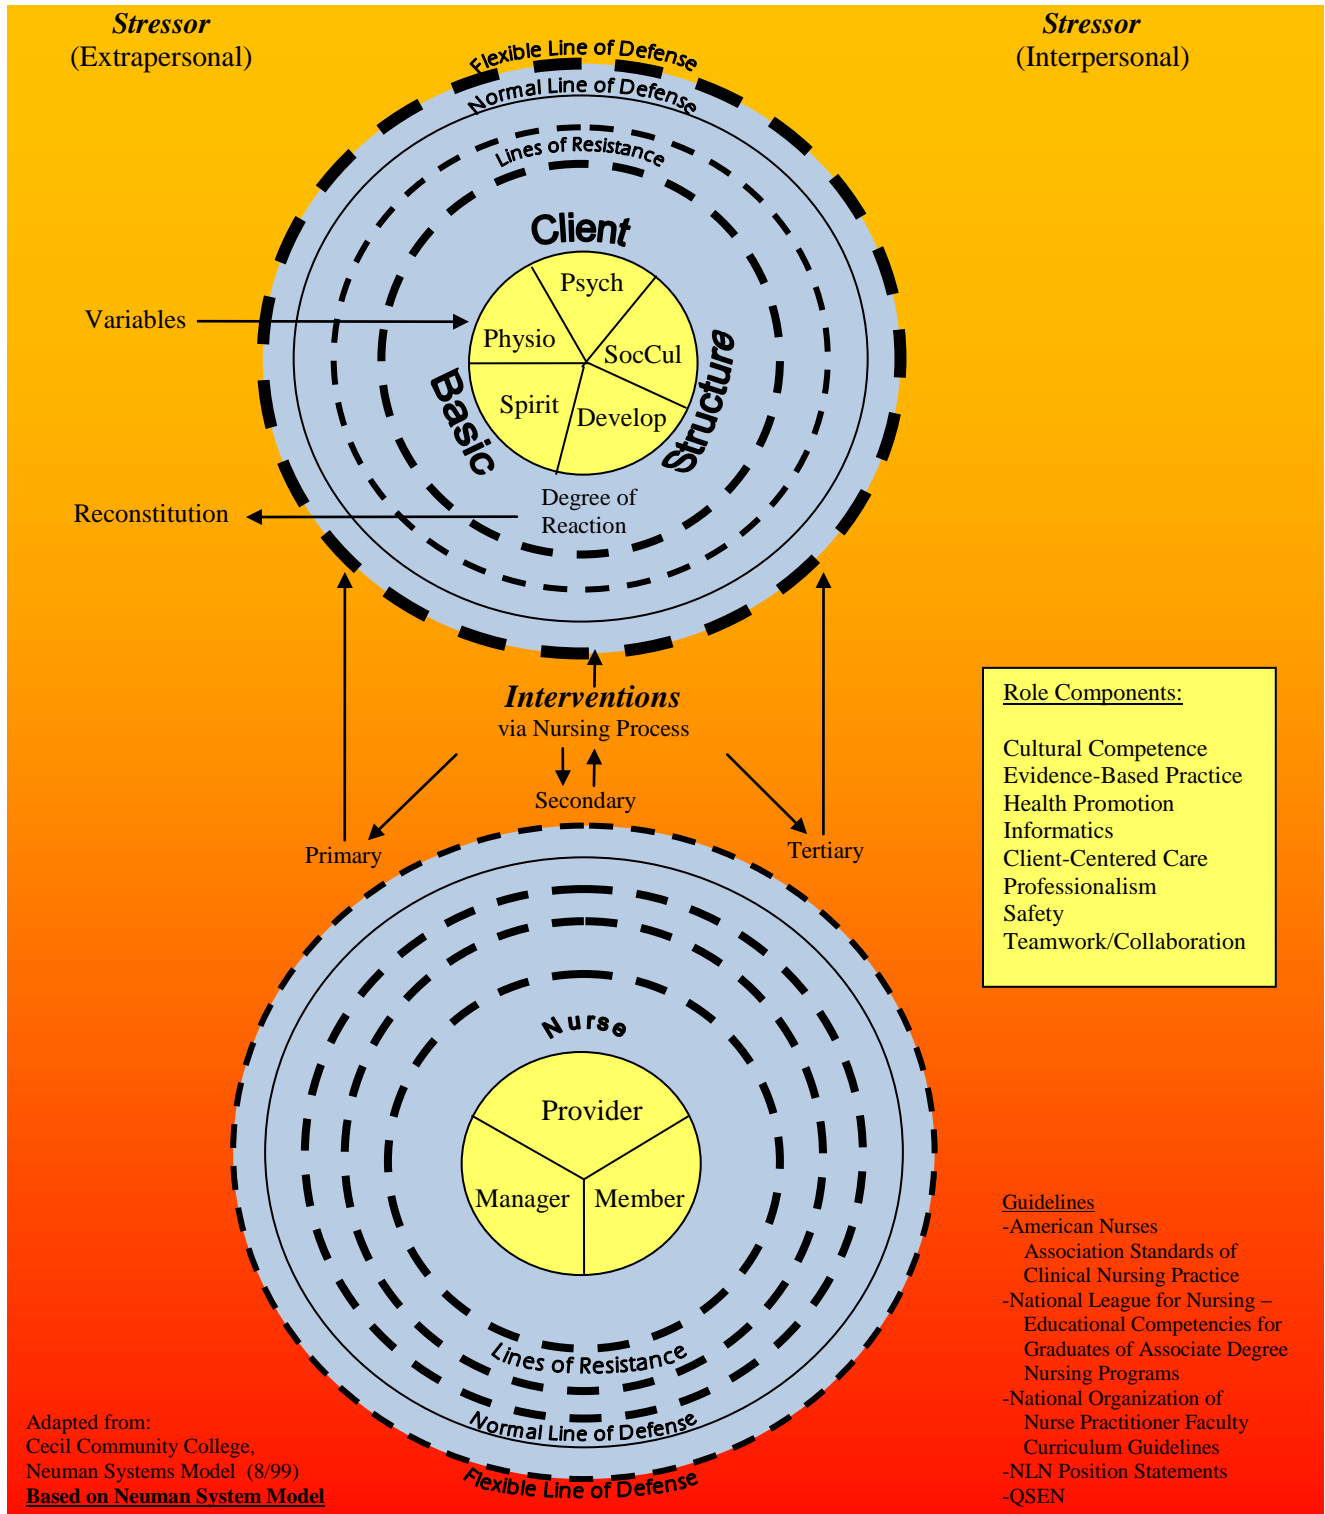 Stressor
(Extrapersonal)
Stressor
(Interpersonal)
Flexible Line of Defense
Normal Line of Defense
Lines of Resistance
Client
Basic
Structure
Psych
Physio
SocCul
Spirit
Develop
Variables
Degree of
Reaction
Reconstitution
Interventions
via Nursing Process
Secondary
Primary
Tertiary
Role Components:
Cultural Competence
Evidence-Based Practice
Health Promotion
Informatics
Client-Centered Care
Professionalism
Safety
Teamwork/Collaboration
Nurse
Provider
Manager
Member
Lines of Resistance
Normal Line of Defense
Flexible Line of Defense
Guidelines
-American Nurses
Association Standards of
Clinical Nursing Practice
-National League for Nursing –
Educational Competencies for
Graduates of Associate Degree
Nursing Programs
-National Organization of
Nurse Practitioner Faculty
Curriculum Guidelines
-NLN Position Statements
-QSEN
Adapted from:
Cecil Community College,
Neuman Systems Model (8/99)
Based on Neuman System Model